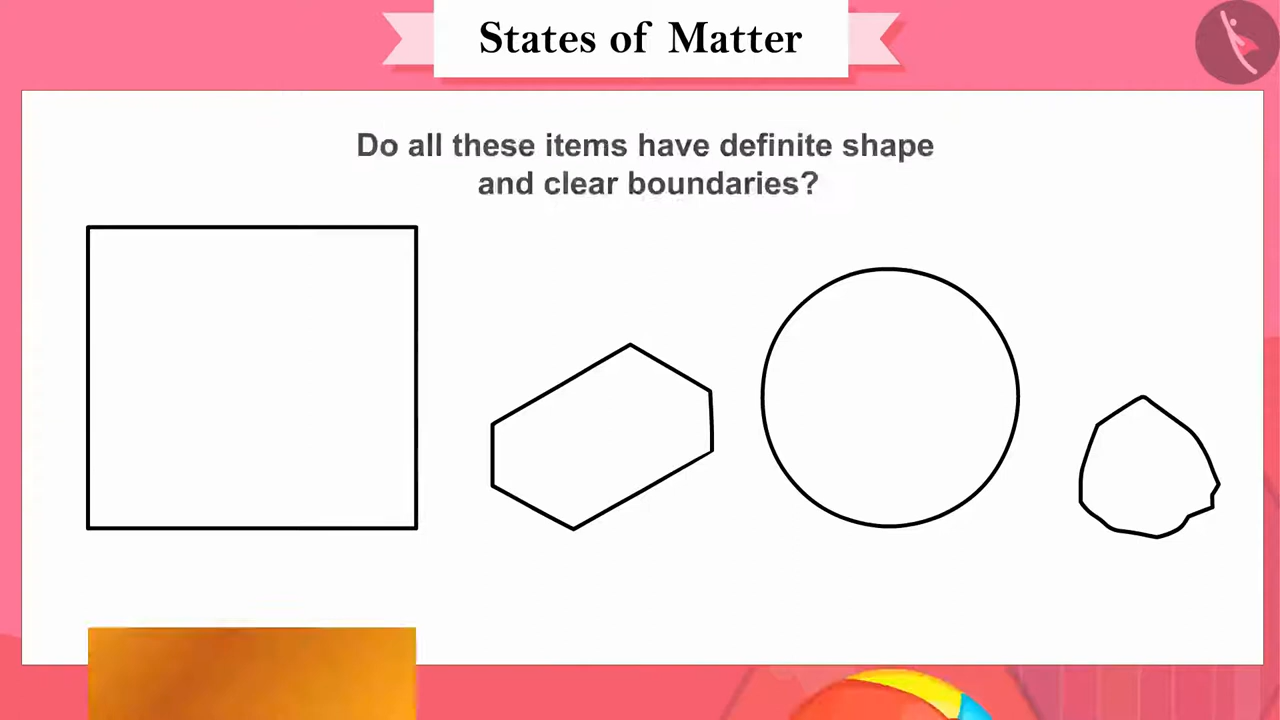 States of Matter
Do all these items have definite shape
and clear boundaries?